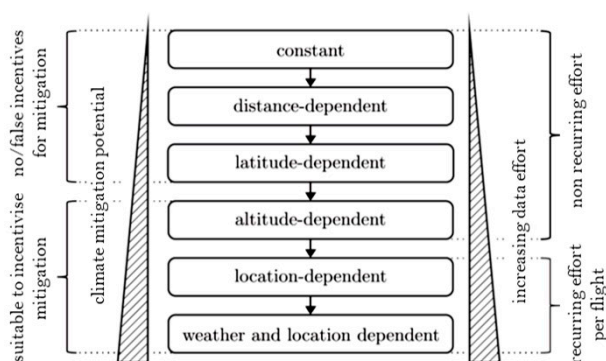 no/false incentives
for mitigation
suitable to incentivise
mitigation
climate mitigation potential
constant
distance-dependent
latitude-dependent
altitude-dependent
location-dependent
weather and location dependent
increasing data effort
non recurring effort
recurring effort
per flight